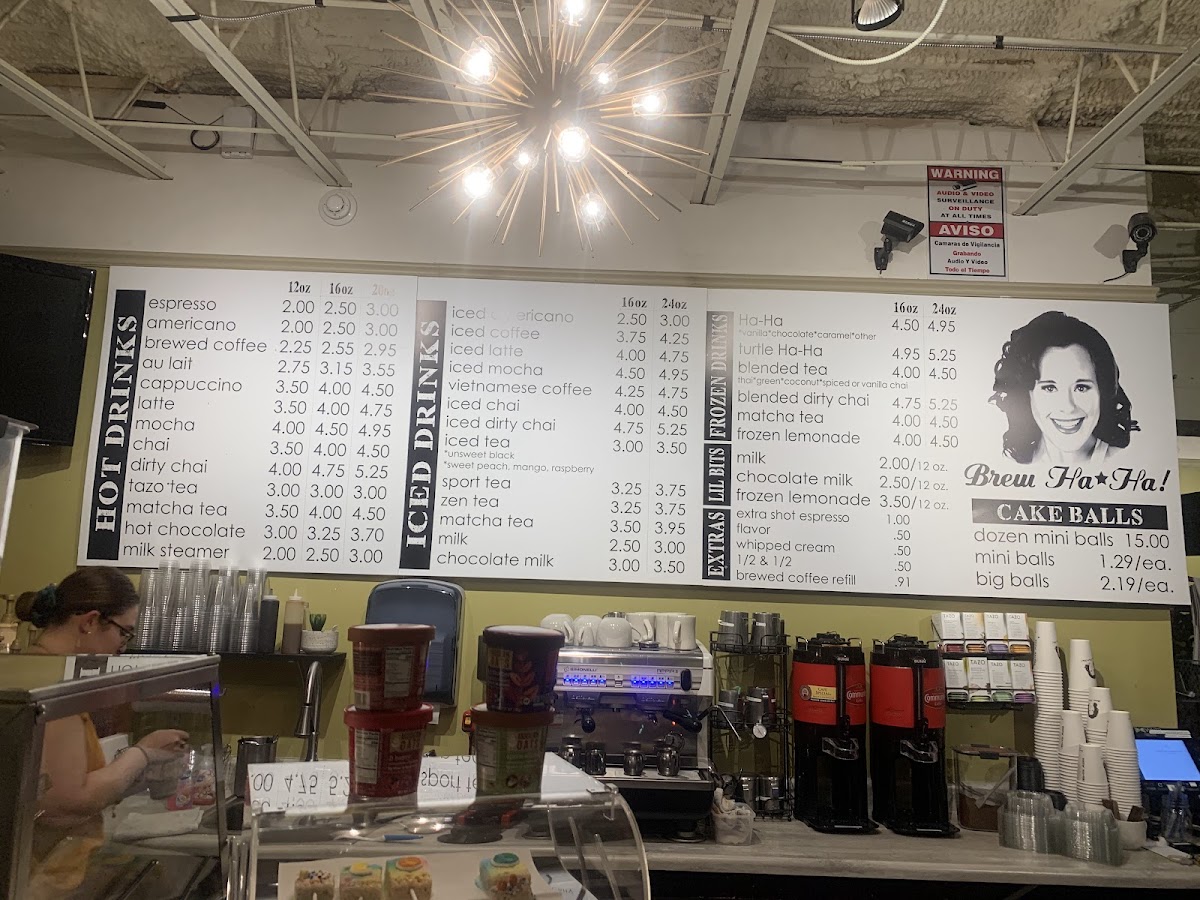 WARNING
AUDIO & VIDEO
SURVEILLANCE
ON DUTY
AT ALL TIMES
AVISO
Camaras de Vigilancia
Grabando
Audio Y Video
Todo el Tiempo
HOT DRINKS
12oz 16oz 20oz
espresso 2.00 2.50 3.00
americano 2.00 2.50 3.00
brewed coffee 2.25 2.55 2.95
au lait 2.75 3.15 3.55
cappuccino 3.50 4.00 4.50
latte 3.50 4.00 4.75
mocha 4.00 4.50 4.95
chai 3.50 4.00 4.50
dirty chai 4.00 4.75 5.25
tazo tea 3.00 3.00 3.00
matcha tea 3.50 4.00 4.50
hot chocolate 3.00 3.25 3.70
milk steamer 2.00 2.50 3.00
ICED DRINKS
16oz 24oz
iced americano 2.50 3.00
iced coffee 3.75 4.25
iced latte 4.00 4.75
iced mocha 4.50 4.95
vietnamese coffee 4.25 4.75
iced chai 4.00 4.50
iced dirty chai 4.75 5.25
iced tea 3.00 3.50
*unsweet black
*sweet peach, mango, raspberry
sport tea 3.25 3.75
zen tea 3.25 3.75
matcha tea 3.50 3.95
milk 2.50 3.00
chocolate milk 3.00 3.50
FROZEN DRINKS
16oz 24oz
Ha-Ha 4.50 4.95
*vanilla*chocolate*caramel*other
turtle Ha-Ha 4.95 5.25
blended tea 4.00 4.50
thai*green*coconut*spiced or vanilla chai
blended dirty chai 4.75 5.25
matcha tea 4.00 4.50
frozen lemonade 4.00 4.50
LIL BITS
milk 2.00/12 oz.
chocolate milk 2.50/12 oz.
frozen lemonade 3.50/12 oz.
EXTRAS
extra shot espresso 1.00
flavor .50
whipped cream .50
1/2 & 1/2 .50
brewed coffee refill .91
Brew Ha★Ha!
CAKE BALLS
dozen mini balls 15.00
mini balls 1.29/ea.
big balls 2.19/ea.
TAZO